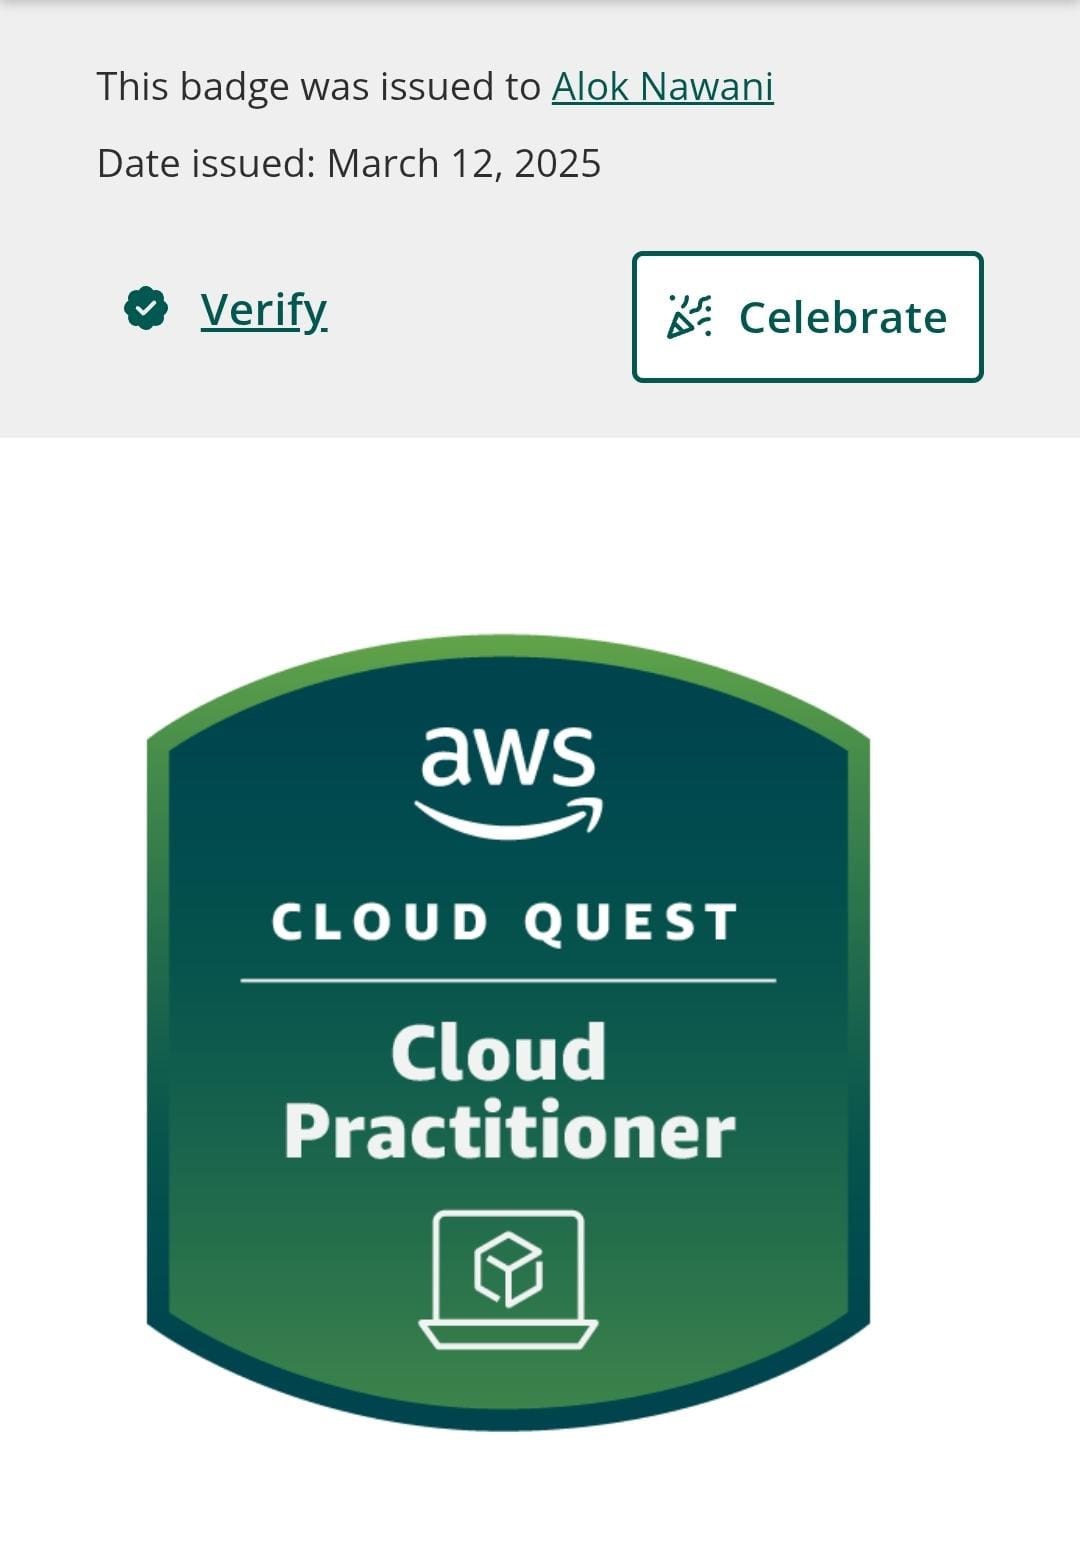 This badge was issued to Alok Nawani
Date issued: March 12, 2025
Verify
Celebrate
aws
CLOUD QUEST
Cloud
Practitioner